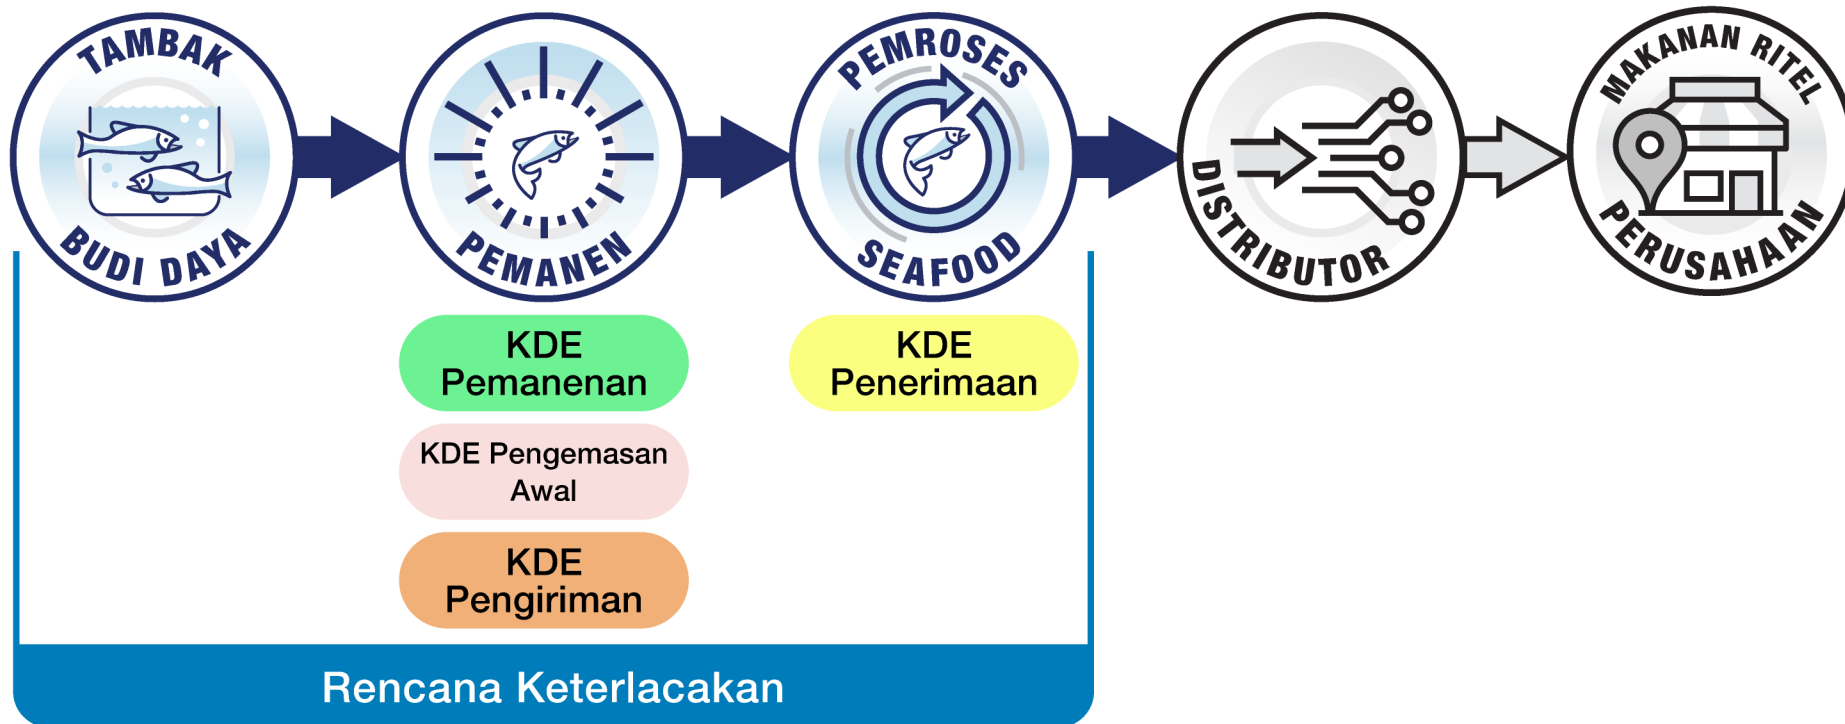 TAMBAK
BUDI DAYA
PEMANEN
PEMROSES
SEAFOOD
DISTRIBUTOR
MAKANAN RITEL
PERUSAHAAN
KDE
Pemanenan
KDE Pengemasan
Awal
KDE
Pengiriman
KDE
Penerimaan
Rencana Keterlacakan